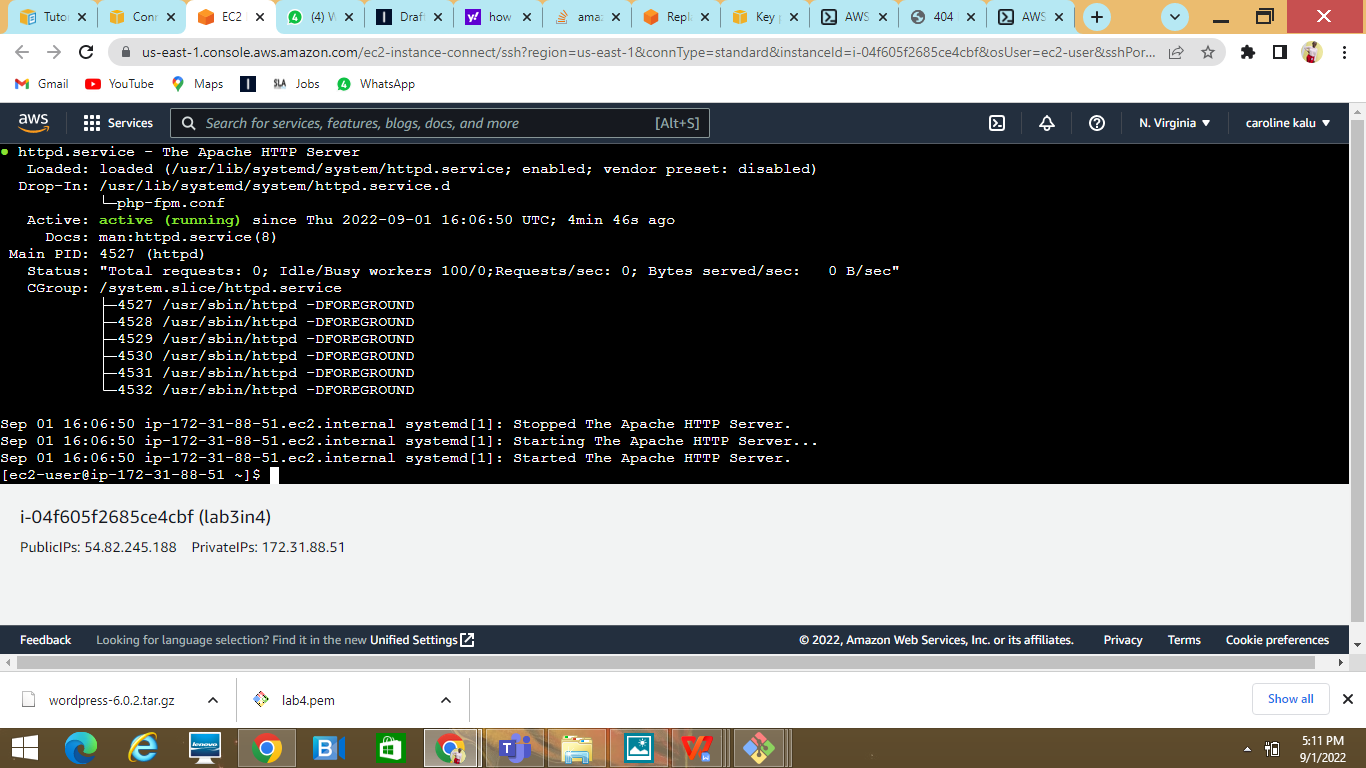 Tutor
Conn
EC2
(4) W
Draft
how
amaz
Repl
Key
AWS
404
AWS
us-east-1.console.aws.amazon.com/ec2-instance-connect/ssh?region=us-east-1&connType=standard&instanceId=i-04f605f2685ce4cbf&osUser=ec2-user&sshPor...
Gmail
YouTube
Maps
SLA Jobs
WhatsApp
aws
Services
Search for services, features, blogs, docs, and more
[Alt+S]
N. Virginia
caroline kalu
● httpd.service - The Apache HTTP Server
Loaded: loaded (/usr/lib/systemd/system/httpd.service; enabled; vendor preset: disabled)
Drop-In: /usr/lib/systemd/system/httpd.service.d
└─php-fpm.conf
Active: active (running) since Thu 2022-09-01 16:06:50 UTC; 4min 46s ago
Docs: man:httpd.service(8)
Main PID: 4527 (httpd)
Status: "Total requests: 0; Idle/Busy workers 100/0;Requests/sec: 0; Bytes served/sec:   0 B/sec"
CGroup: /system.slice/httpd.service
├─4527 /usr/sbin/httpd -DFOREGROUND
├─4528 /usr/sbin/httpd -DFOREGROUND
├─4529 /usr/sbin/httpd -DFOREGROUND
├─4530 /usr/sbin/httpd -DFOREGROUND
├─4531 /usr/sbin/httpd -DFOREGROUND
└─4532 /usr/sbin/httpd -DFOREGROUND
Sep 01 16:06:50 ip-172-31-88-51.ec2.internal systemd[1]: Stopped The Apache HTTP Server.
Sep 01 16:06:50 ip-172-31-88-51.ec2.internal systemd[1]: Starting The Apache HTTP Server...
Sep 01 16:06:50 ip-172-31-88-51.ec2.internal systemd[1]: Started The Apache HTTP Server.
[ec2-user@ip-172-31-88-51 ~]$
i-04f605f2685ce4cbf (lab3in4)
PublicIPs: 54.82.245.188 PrivateIPs: 172.31.88.51
Feedback
Looking for language selection? Find it in the new Unified Settings
© 2022, Amazon Web Services, Inc. or its affiliates.
Privacy
Terms
Cookie preferences
wordpress-6.0.2.tar.gz
lab4.pem
Show all
lenovo
5:11 PM
9/1/2022